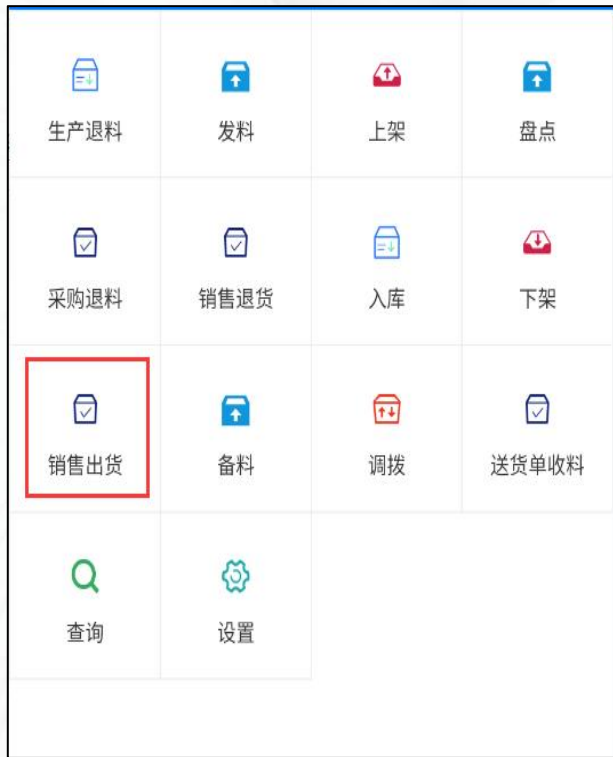 生产退料 发料 上架 盘点
采购退料 销售退货 入库 下架
销售出货 备料 调拨 送货单收料
查询 设置